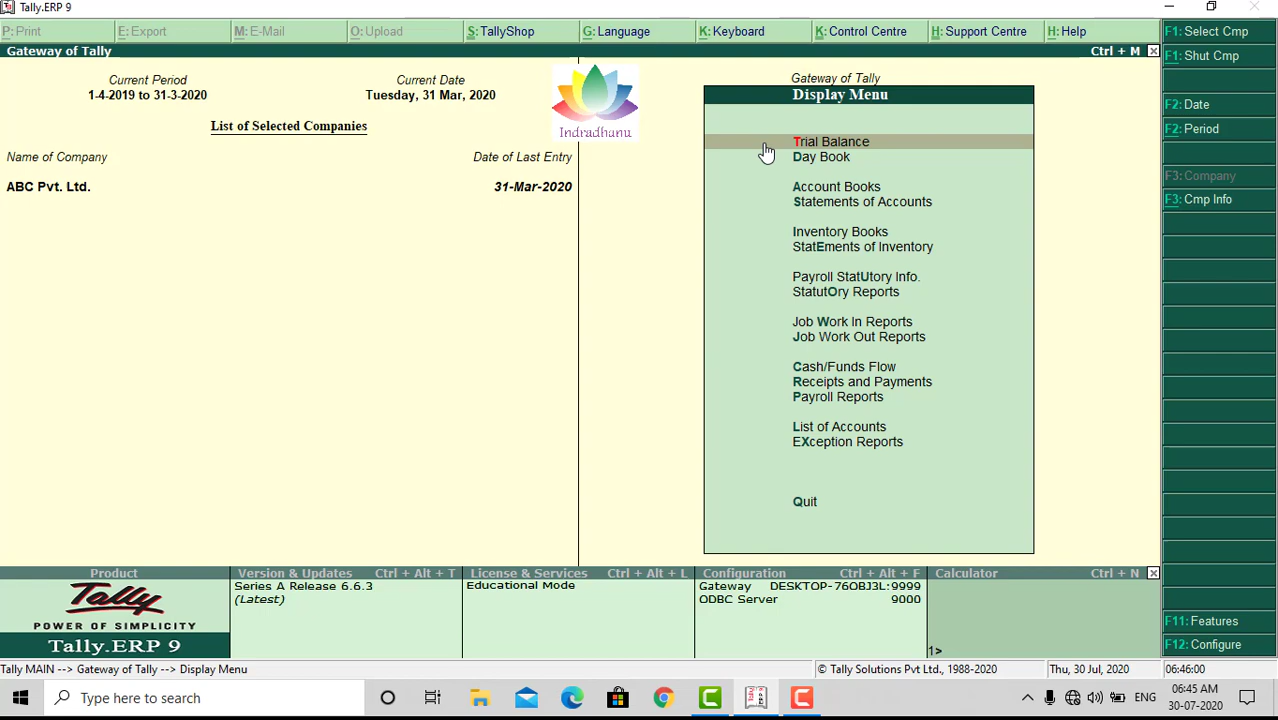 Tally.ERP 9
P: Print
E: Export
M: E-Mail
O: Upload
S: TallyShop
G: Language
K: Keyboard
K: Control Centre
H: Support Centre
H: Help
Gateway of Tally
Ctrl + M
Current Period
1-4-2019 to 31-3-2020
Current Date
Tuesday, 31 Mar, 2020
Indradhanu
List of Selected Companies
Name of Company
Date of Last Entry
ABC Pvt. Ltd.
31-Mar-2020
Gateway of Tally
Display Menu
Trial Balance
Day Book
Account Books
Statements of Accounts
Inventory Books
StatEments of Inventory
Payroll StatUtory Info.
StatutOry Reports
Job Work In Reports
Job Work Out Reports
Cash/Funds Flow
Receipts and Payments
Payroll Reports
List of Accounts
EXception Reports
Quit
F1: Select Cmp
F1: Shut Cmp
F2: Date
F2: Period
F3: Company
F3: Cmp Info
F11: Features
F12: Configure
Product
Tally
POWER OF SIMPLICITY
Tally.ERP 9
Version & Updates Ctrl + Alt + T
Series A Release 6.6.3
(Latest)
License & Services Ctrl + Alt + L
Educational Mode
Configuration Ctrl + Alt + F
Gateway DESKTOP-76OBJ3L:9999
ODBC Server 9000
Calculator Ctrl + N
1>
Tally MAIN --> Gateway of Tally --> Display Menu
© Tally Solutions Pvt Ltd., 1988-2020
Thu, 30 Jul, 2020
06:46:00
Type here to search
ENG
06:45 AM
30-07-2020